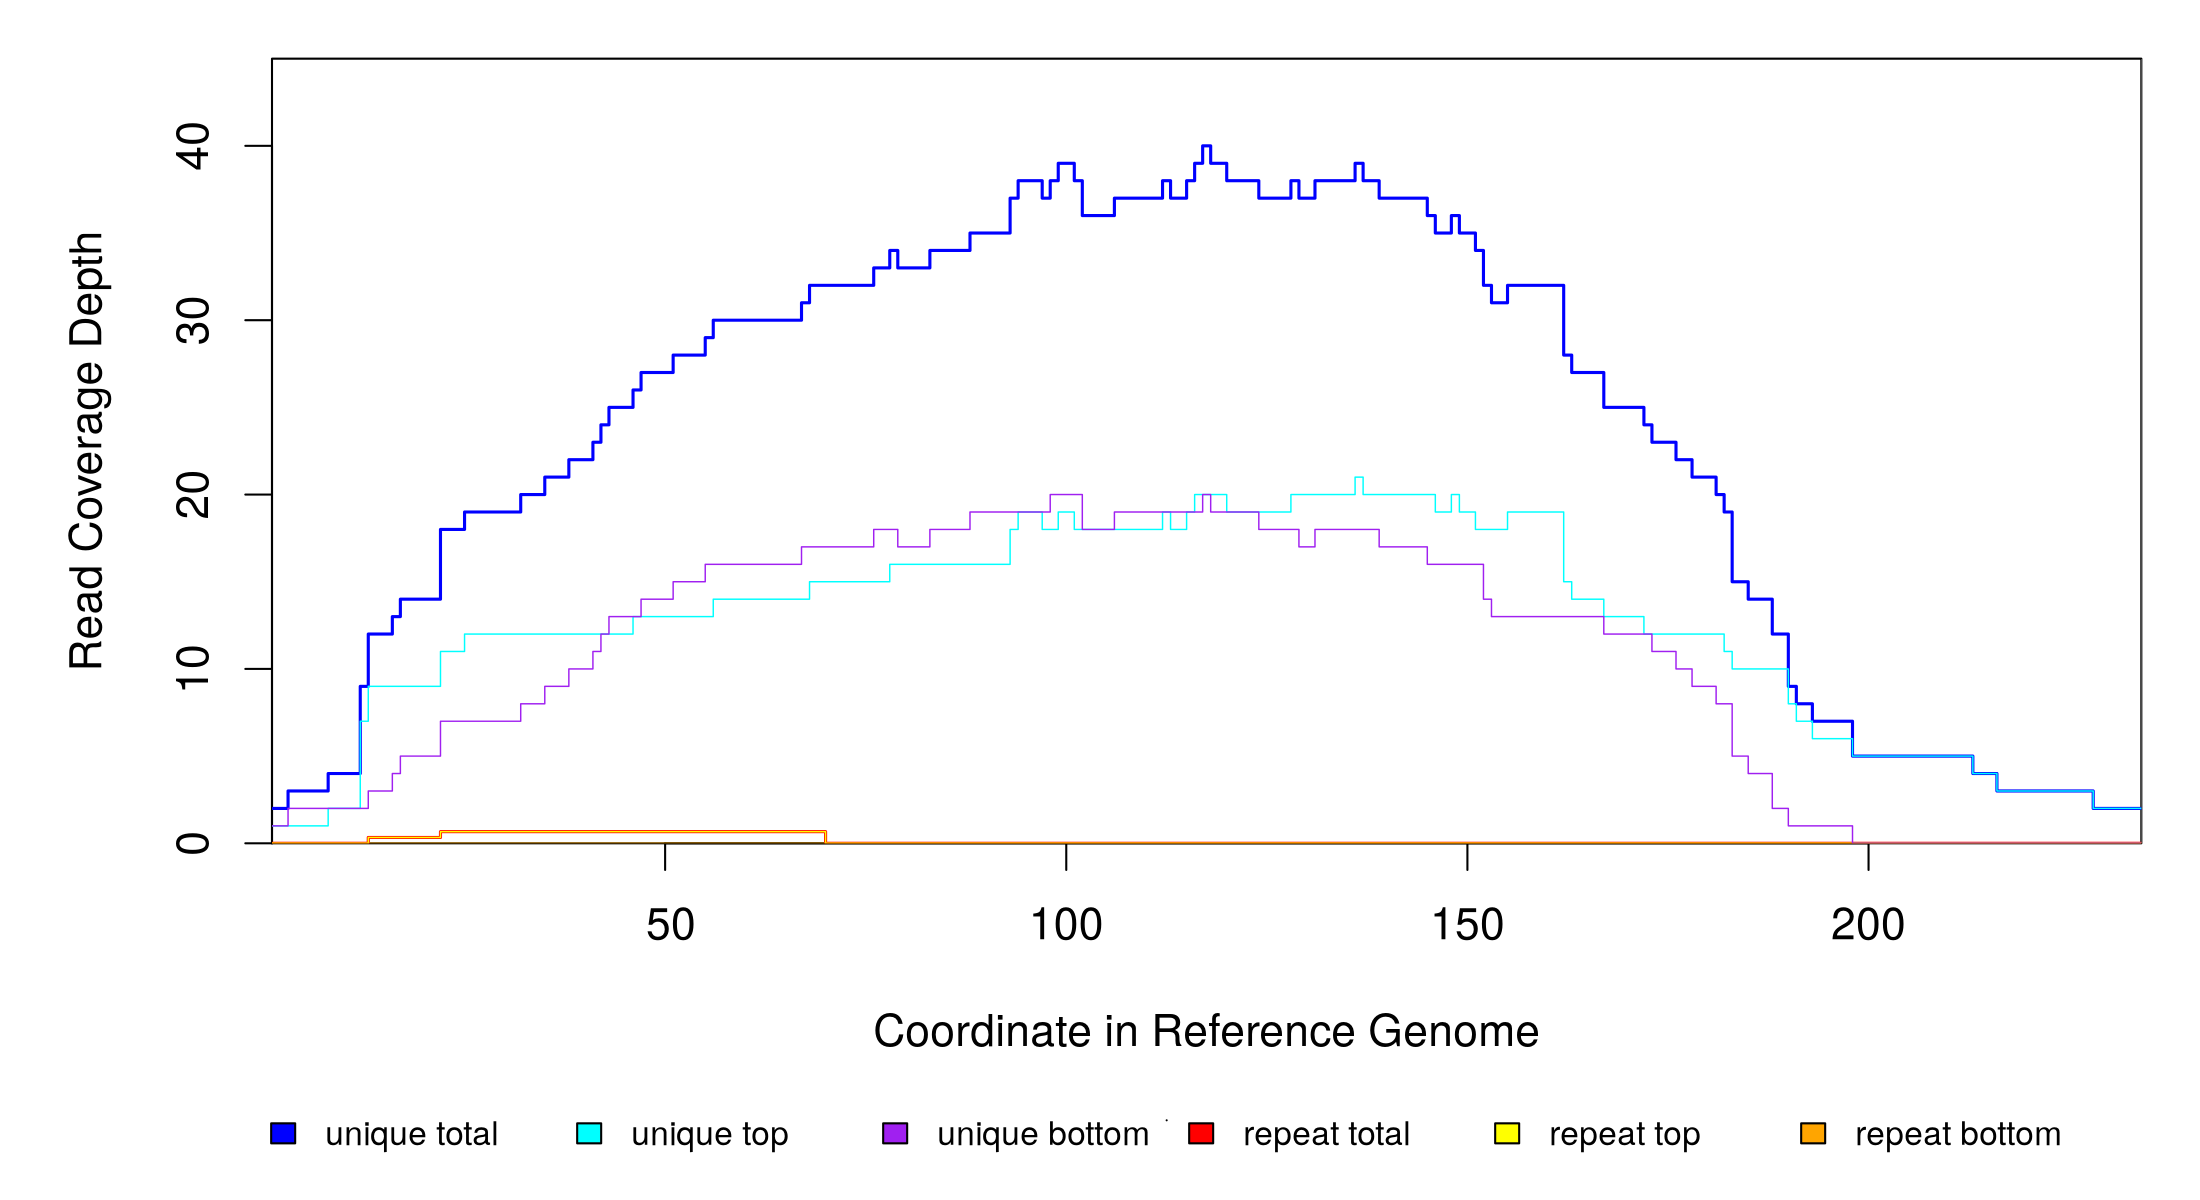 40
30
20
10
0
Read Coverage Depth
50 100 150 200
Coordinate in Reference Genome
unique total unique top unique bottom repeat total repeat top repeat bottom